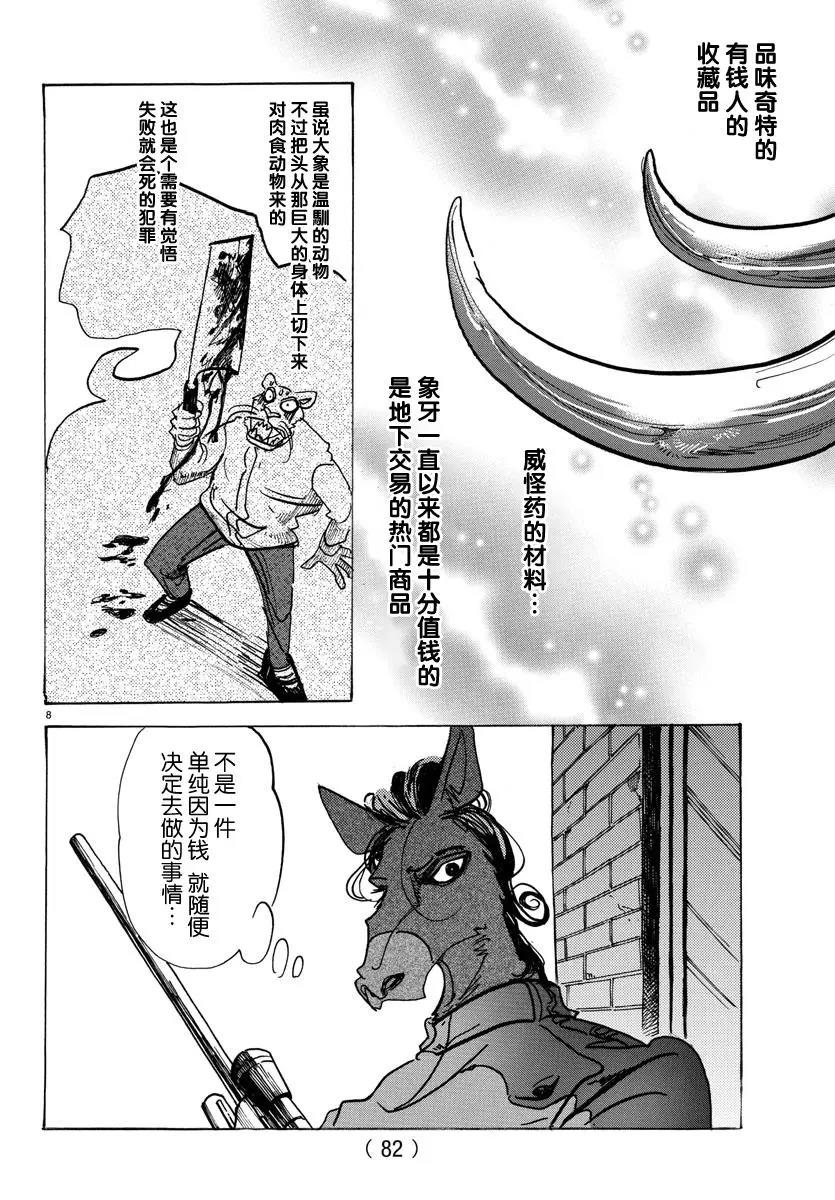 品味奇特的
有钱人的
收藏品
威怪药的材料…
象牙一直以来都是十分值钱的
是地下交易的热门商品
虽说大象是温馴的动物
不过把头从那巨大的身体上切下来
对肉食动物来的
这也是个需要有觉悟
失败就会死的犯罪
8
不是一件
单纯因为钱 就随便
决定去做的事情…
(82)